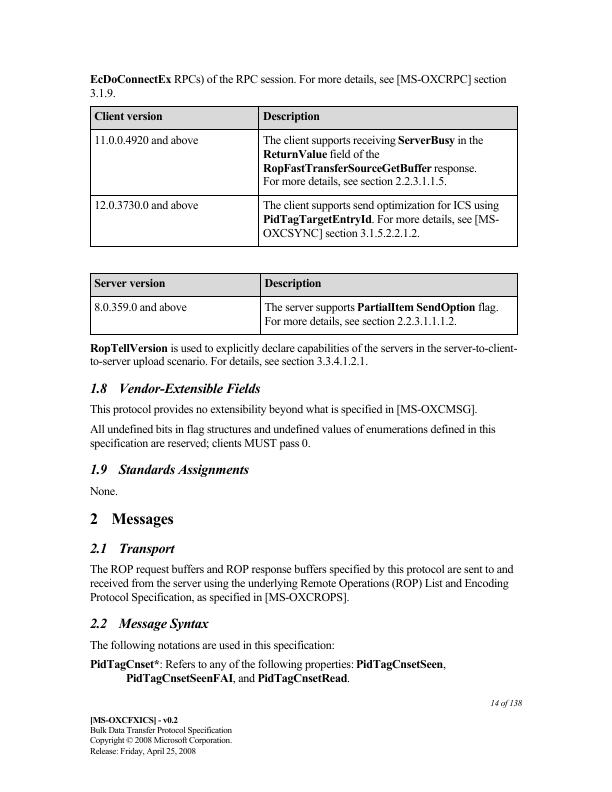 EcDoConnectEx RPCs) of the RPC session. For more details, see [MS-OXCRPC] section
3.1.9.
Client version Description
11.0.0.4920 and above The client supports receiving ServerBusy in the
ReturnValue field of the
RopFastTransferSourceGetBuffer response.
For more details, see section 2.2.3.1.1.5.
12.0.3730.0 and above The client supports send optimization for ICS using
PidTagTargetEntryId. For more details, see [MS-
OXCSYNC] section 3.1.5.2.2.1.2.
Server version Description
8.0.359.0 and above The server supports PartialItem SendOption flag.
For more details, see section 2.2.3.1.1.1.2.
RopTellVersion is used to explicitly declare capabilities of the servers in the server-to-client-
to-server upload scenario. For details, see section 3.3.4.1.2.1.
1.8 Vendor-Extensible Fields
This protocol provides no extensibility beyond what is specified in [MS-OXCMSG].
All undefined bits in flag structures and undefined values of enumerations defined in this
specification are reserved; clients MUST pass 0.
1.9 Standards Assignments
None.
2 Messages
2.1 Transport
The ROP request buffers and ROP response buffers specified by this protocol are sent to and
received from the server using the underlying Remote Operations (ROP) List and Encoding
Protocol Specification, as specified in [MS-OXCROPS].
2.2 Message Syntax
The following notations are used in this specification:
PidTagCnset*: Refers to any of the following properties: PidTagCnsetSeen,
PidTagCnsetSeenFAI, and PidTagCnsetRead.
14 of 138
[MS-OXCFXICS] - v0.2
Bulk Data Transfer Protocol Specification
Copyright © 2008 Microsoft Corporation.
Release: Friday, April 25, 2008